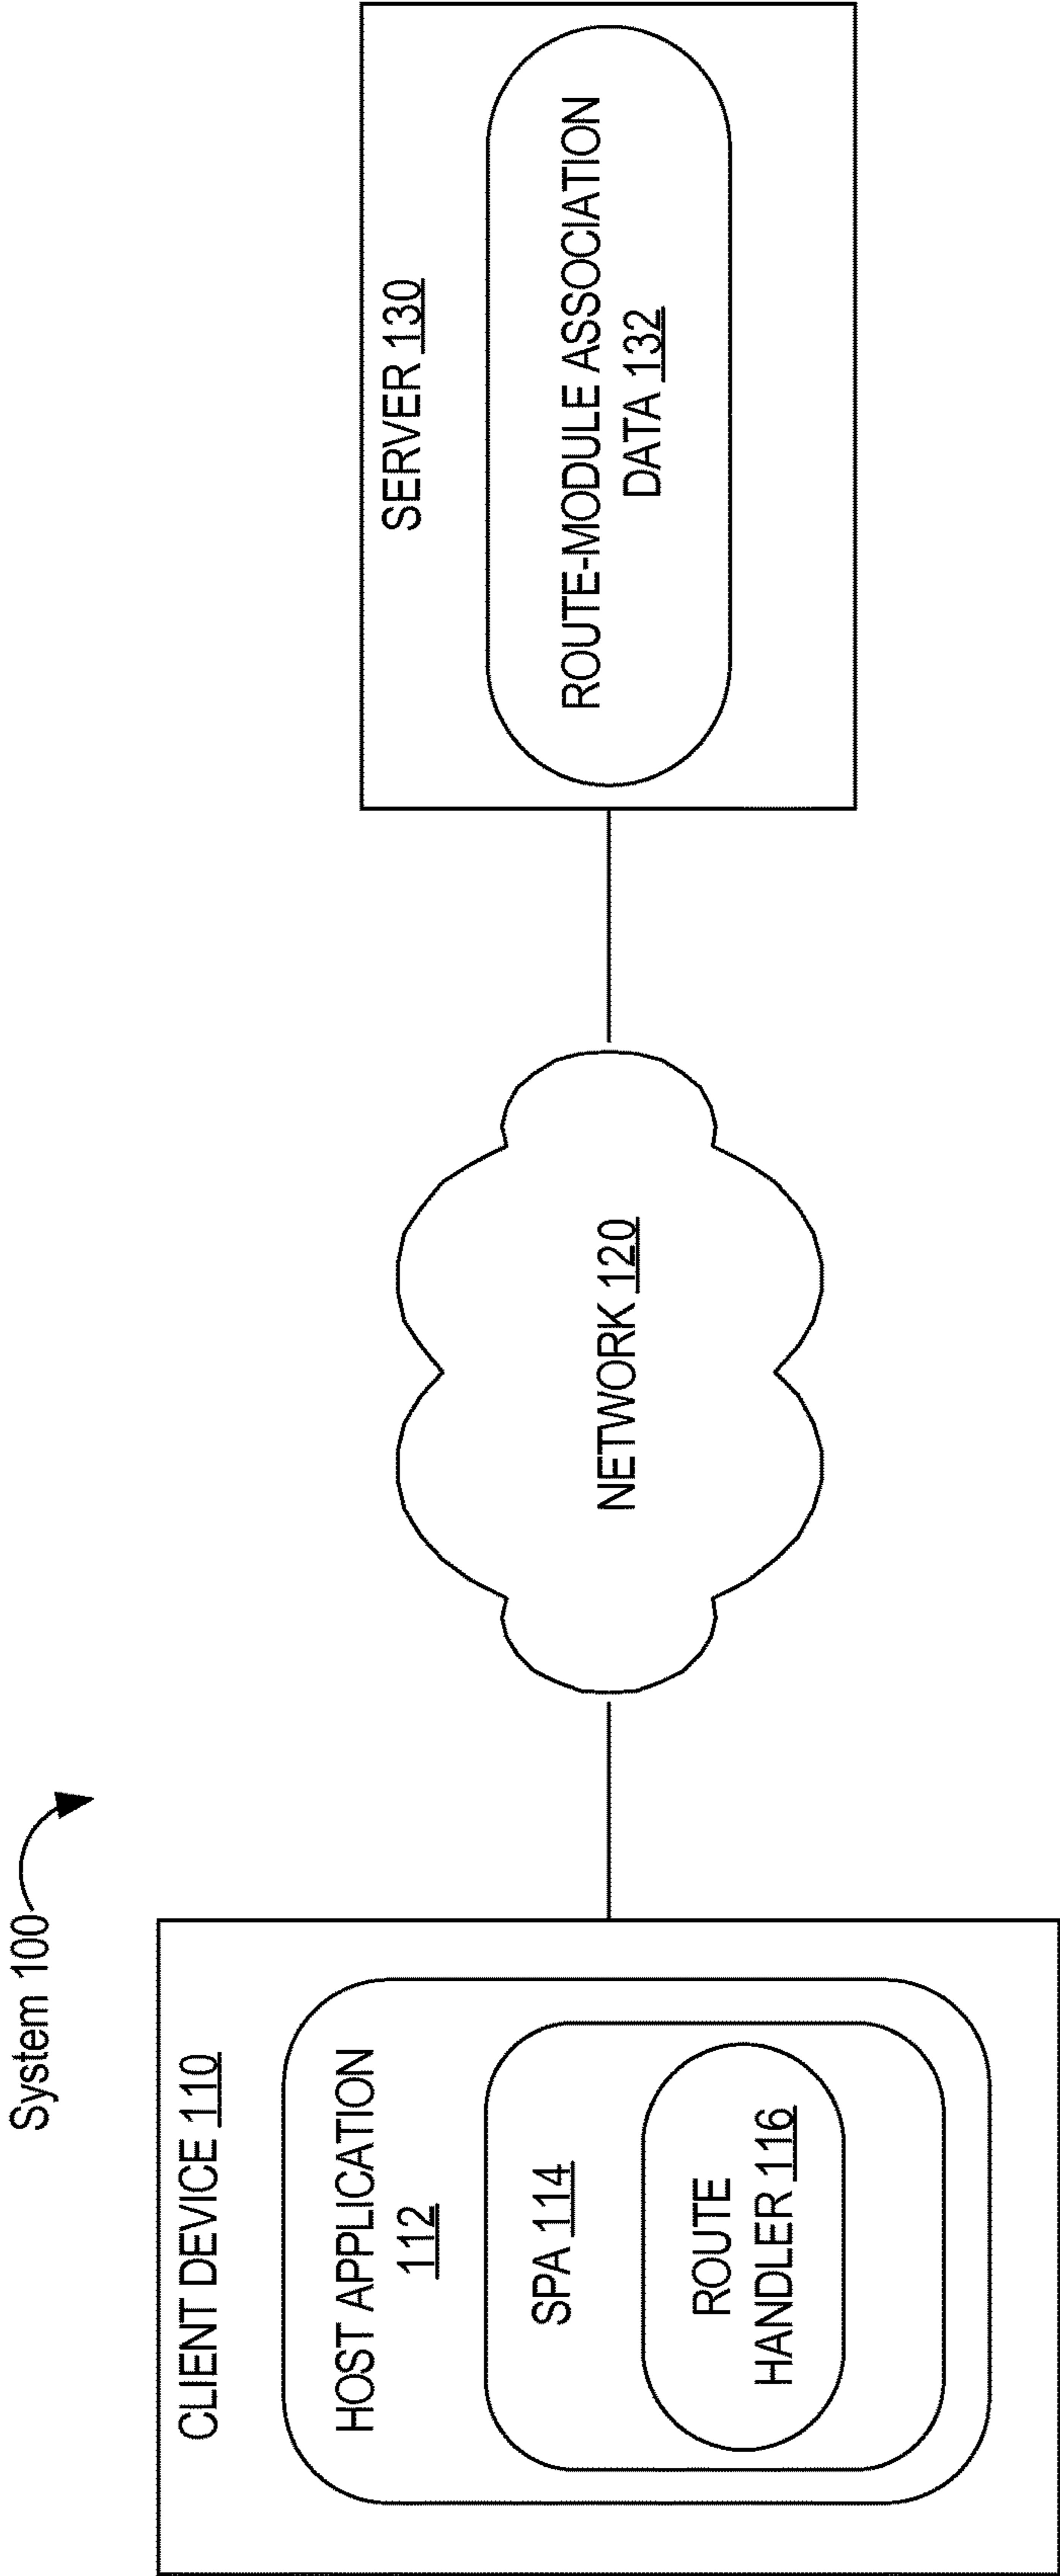 System 100
CLIENT DEVICE 110
HOST APPLICATION
112
SPA 114
ROUTE
HANDLER 116
NETWORK 120
SERVER 130
ROUTE-MODULE ASSOCIATION
DATA 132